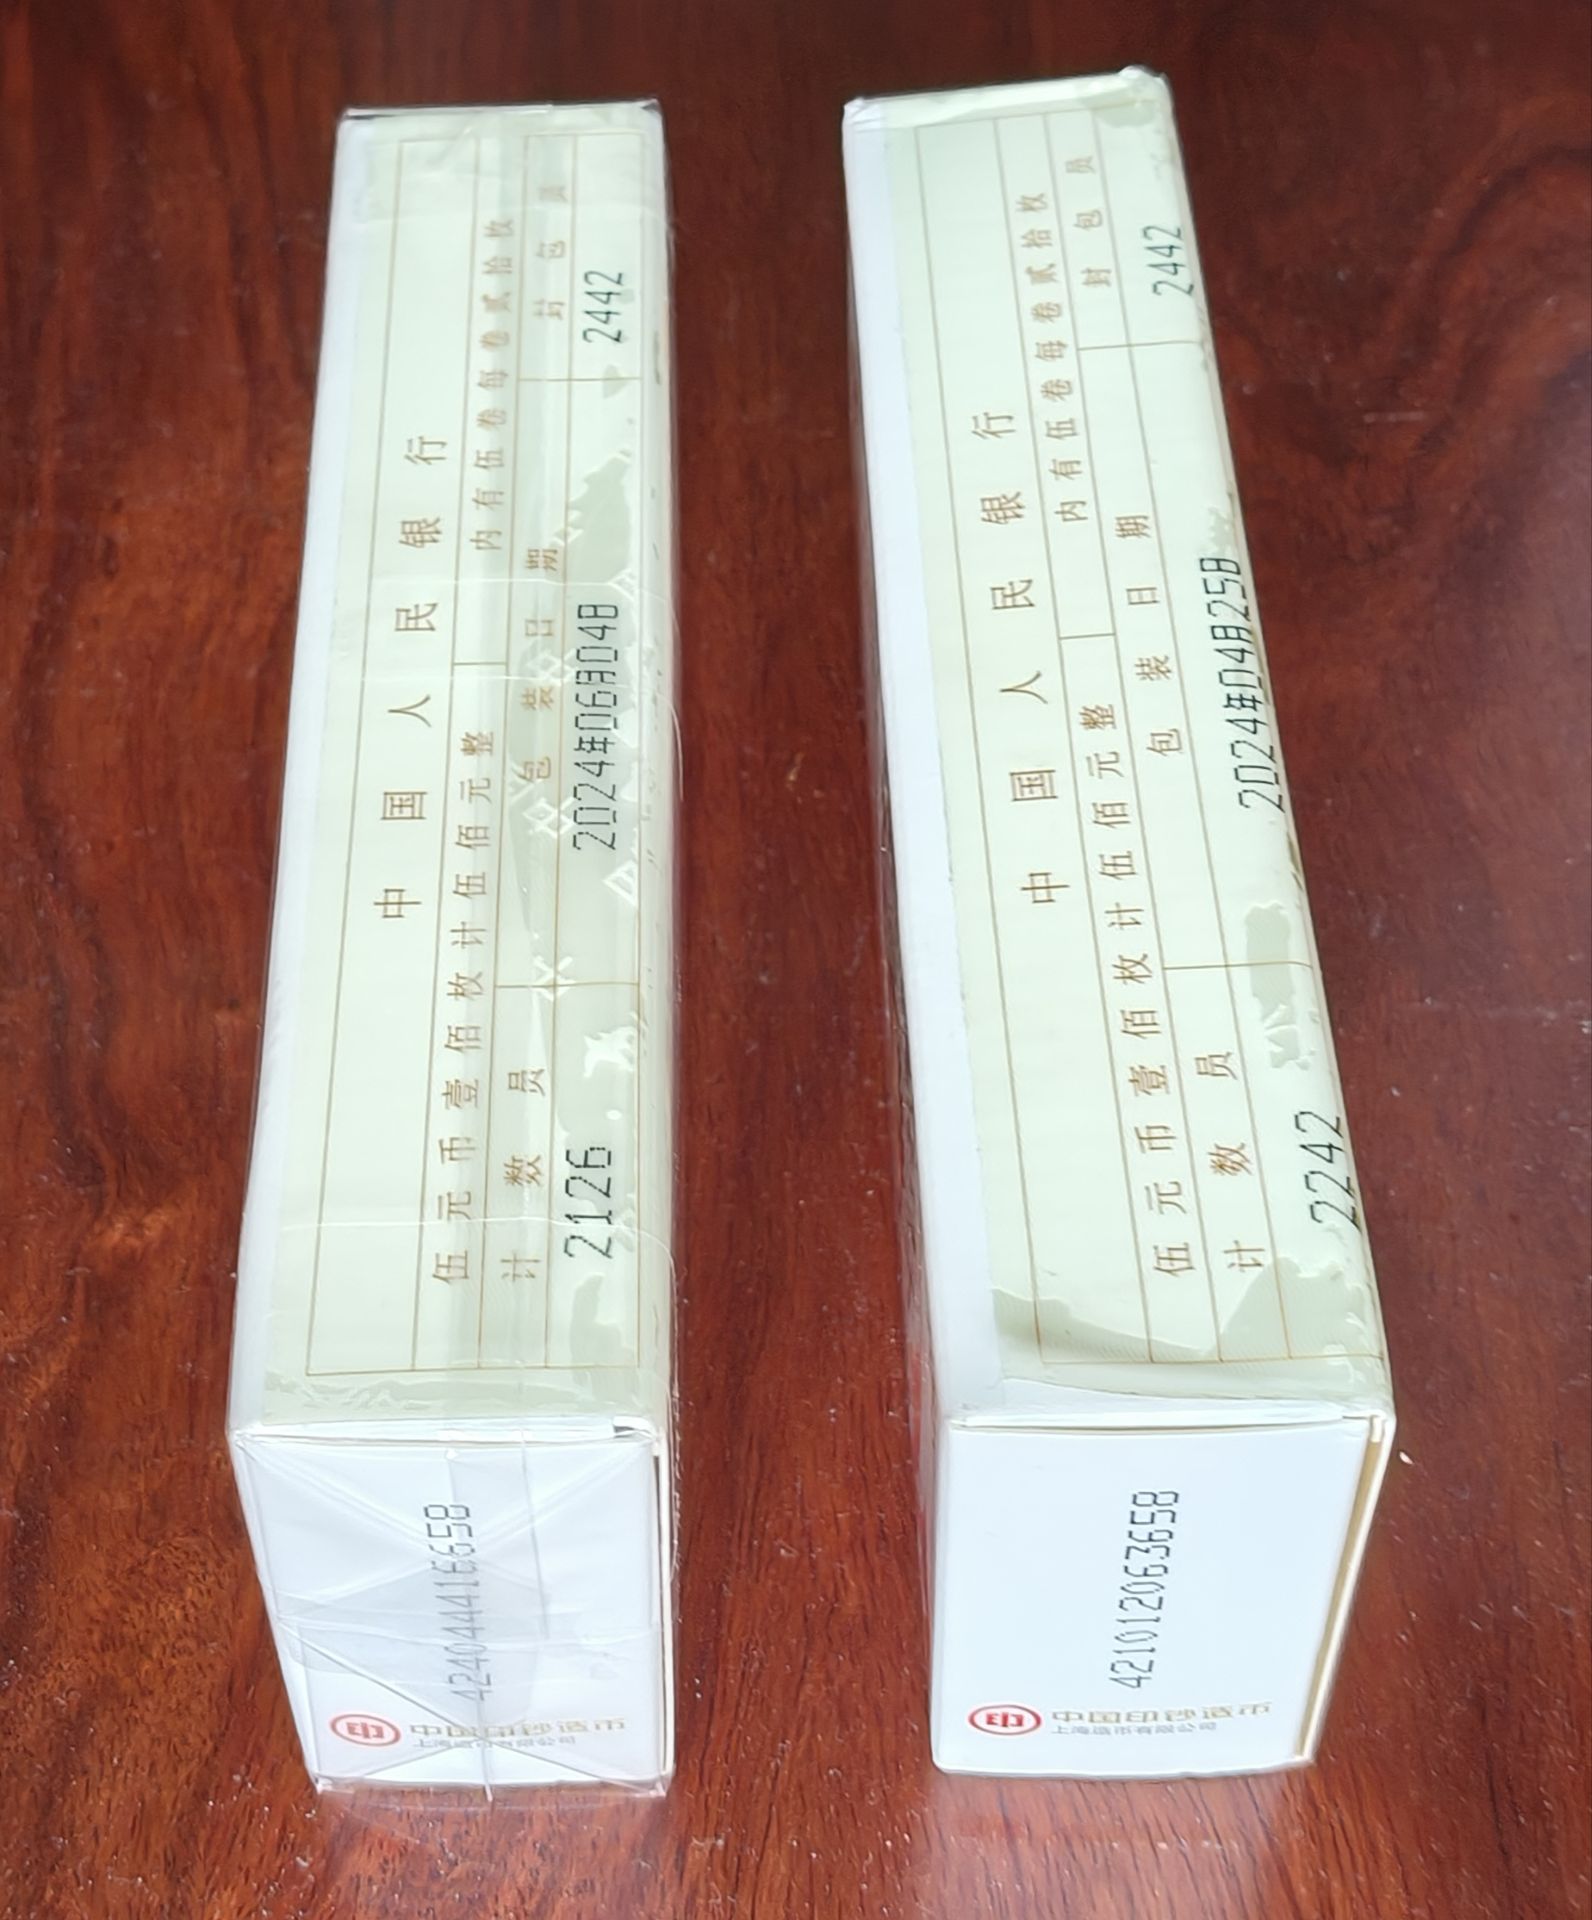 中国人民银行
伍元币壹佰枚计伍佰元整
内有伍卷每卷贰拾枚
计数员
包装日期
封包员
2126
2024年06月04日
2442
424044416658
中国印钞造币
中国人民银行
伍元币壹佰枚计伍佰元整
内有伍卷每卷贰拾枚
计数员
包装日期
封包员
2242
2024年04月25日
2442
421012063658
中国印钞造币